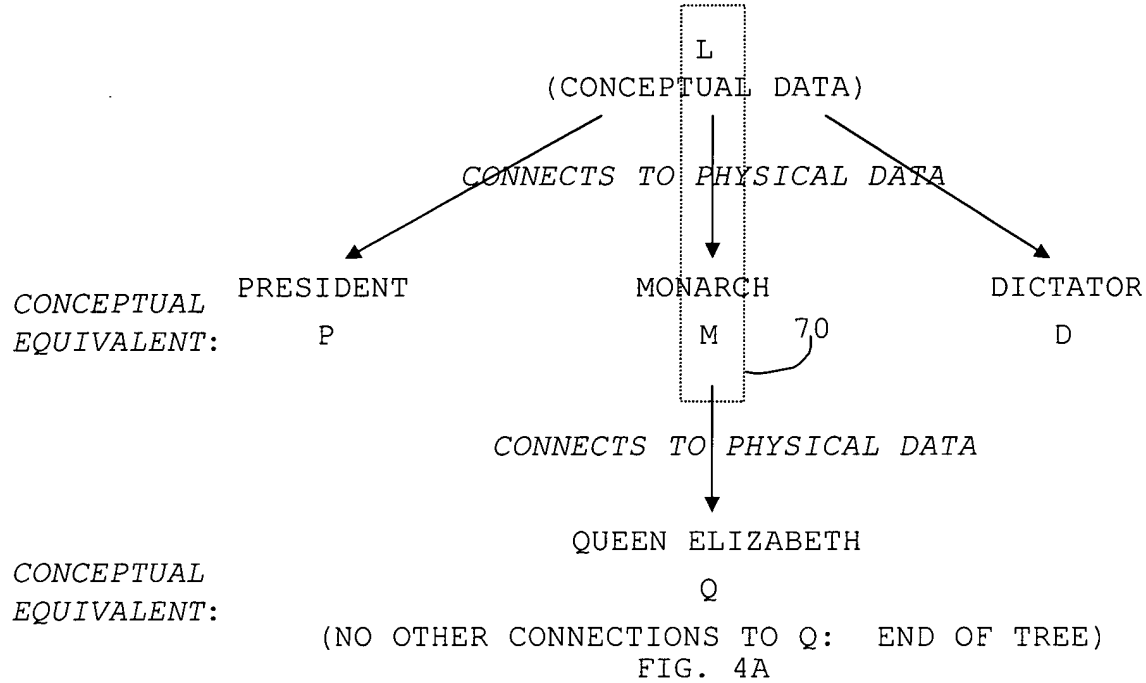 L
(CONCEPTUAL DATA)
CONNECTS TO PHYSICAL DATA
PRESIDENT MONARCH DICTATOR
CONCEPTUAL
EQUIVALENT: P M 70 D
CONNECTS TO PHYSICAL DATA
QUEEN ELIZABETH
CONCEPTUAL
EQUIVALENT: Q
(NO OTHER CONNECTIONS TO Q: END OF TREE)
FIG. 4A